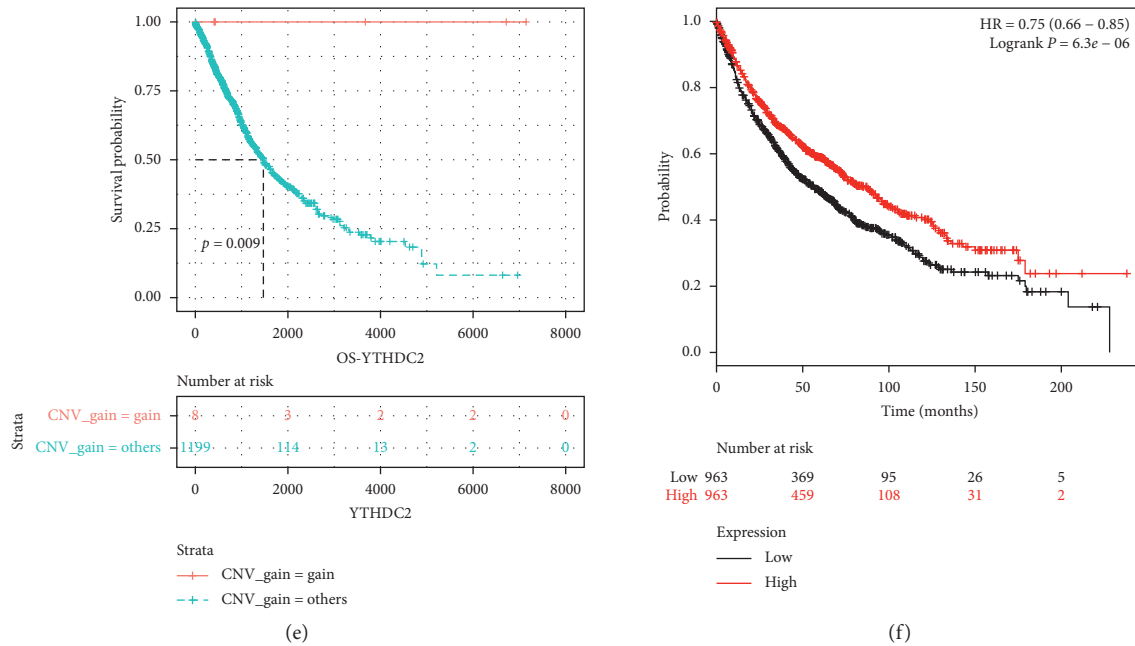 1.00
0.75
0.50
0.25
0.00
Survival probability
p = 0.009
0 2000 4000 6000 8000
OS-YTHDC2
Number at risk
Strata
CNV_gain = gain 8 3 2 2 0
CNV_gain = others 1199 114 13 2 0
0 2000 4000 6000 8000
YTHDC2
Strata
CNV_gain = gain
CNV_gain = others
(e)
HR = 0.75 (0.66 – 0.85)
Logrank P = 6.3e – 06
1.0
0.8
0.6
0.4
0.2
0.0
Probability
0 50 100 150 200
Time (months)
Number at risk
Low 963 369 95 26 5
High 963 459 108 31 2
Expression
Low
High
(f)